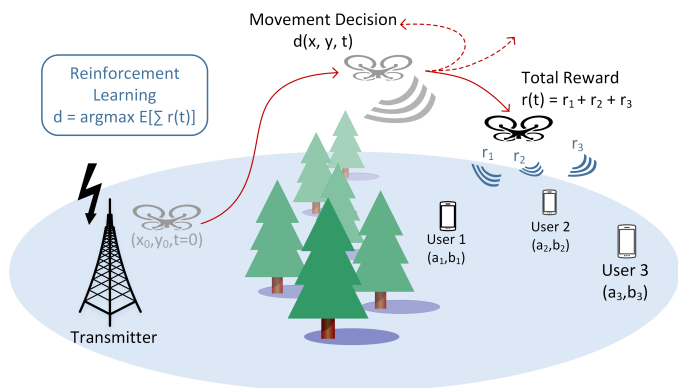 Movement Decision
d(x, y, t)
Reinforcement
Learning
d = argmax E[∑ r(t)]
Total Reward
r(t) = r₁ + r₂ + r₃
r₁
r₂
r₃
(x₀,y₀,t=0)
User 1
(a₁,b₁)
User 2
(a₂,b₂)
User 3
(a₃,b₃)
Transmitter